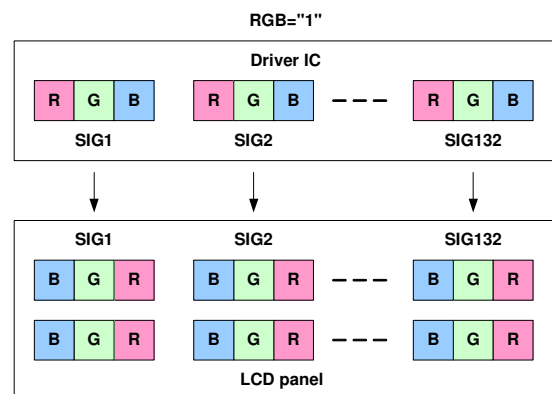 RGB="1"
Driver IC
R G B R G B R G B
SIG1 SIG2 SIG132
SIG1 SIG2 SIG132
B G R B G R B G R
B G R B G R B G R
LCD panel